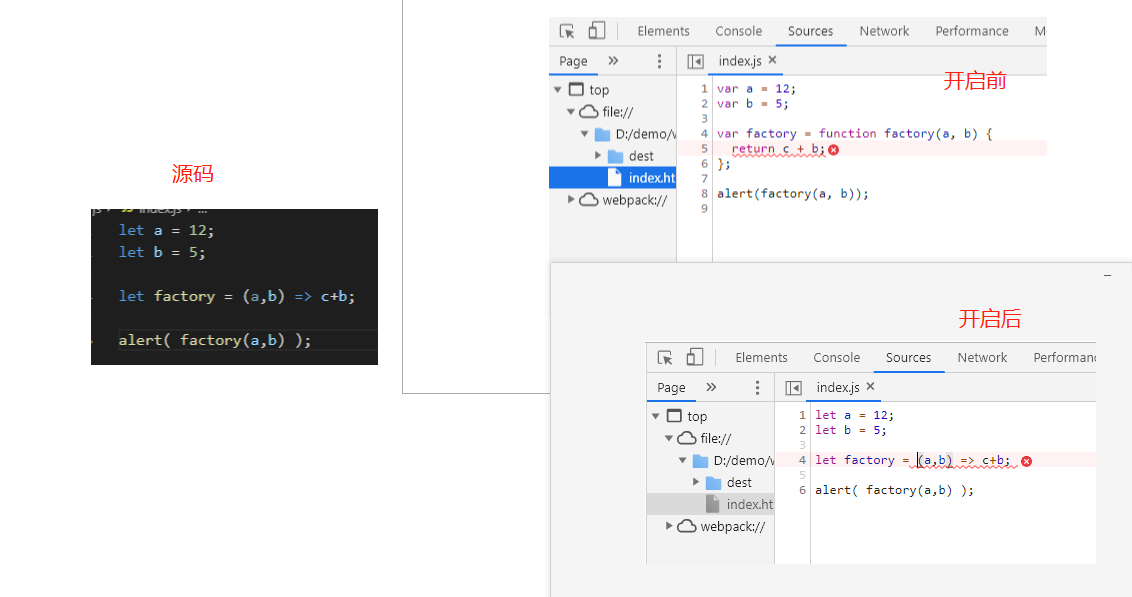 源码
index.js
let a = 12;
let b = 5;
let factory = (a,b) => c+b;
alert( factory(a,b) );
Elements Console Sources Network Performance M
Page » index.js ×
开启前
top
file://
D:/demo/v
dest
index.ht
webpack://
1 var a = 12;
2 var b = 5;
3
4 var factory = function factory(a, b) {
5 return c + b;
6 };
7
8 alert(factory(a, b));
9
开启后
Elements Console Sources Network Performanc
Page » index.js ×
top
file://
D:/demo/v
dest
index.ht
webpack://
1 let a = 12;
2 let b = 5;
3
4 let factory = (a,b) => c+b;
5
6 alert( factory(a,b) );